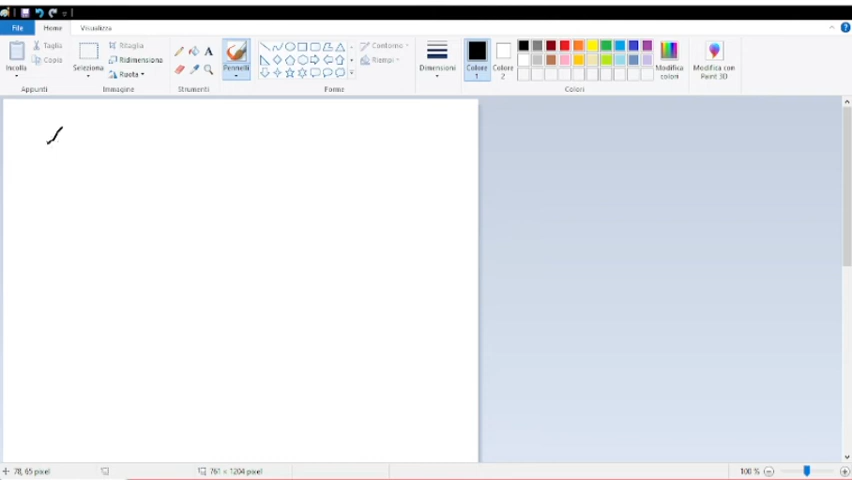 File Home Visualizza
Incolla Taglia Copia Appunti
Seleziona Ritaglia Ridimensiona Ruota Immagine
A
Strumenti
Pennelli
Contorno Riempi Forme
Dimensioni
Colore 1 Colore 2 Modifica colori Colori
Modifica con Paint 3D
78, 65 pixel 761 × 1204 pixel 100 %